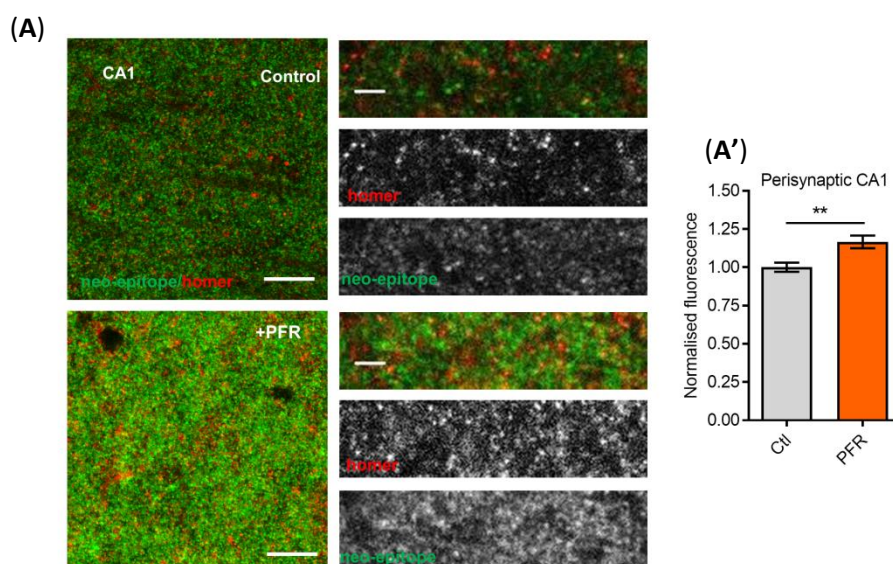 (A)
CA1
Control
neo-epitope/homer
homer
neo-epitope
+PFR
homer
neo-epitope
(A’)
Perisynaptic CA1
**
Normalised fluorescence
1.50
1.25
1.00
0.75
0.50
0.25
0.00
Ctl
PFR